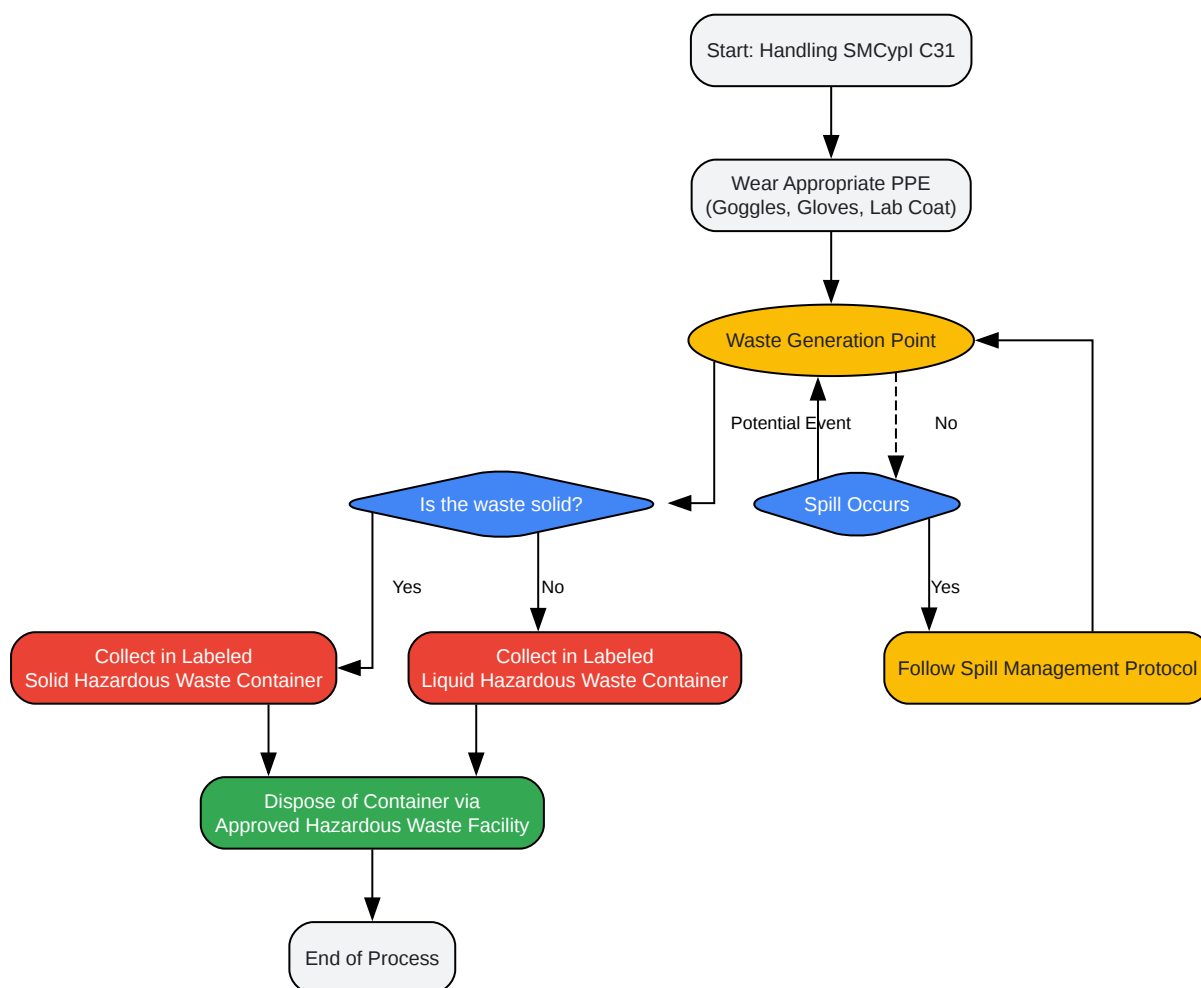 Start: Handling SMCypI C31
Wear Appropriate PPE
(Goggles, Gloves, Lab Coat)
Waste Generation Point
Potential Event
No
Is the waste solid?
Spill Occurs
Yes
No
Yes
Collect in Labeled
Solid Hazardous Waste Container
Collect in Labeled
Liquid Hazardous Waste Container
Follow Spill Management Protocol
Dispose of Container via
Approved Hazardous Waste Facility
End of Process